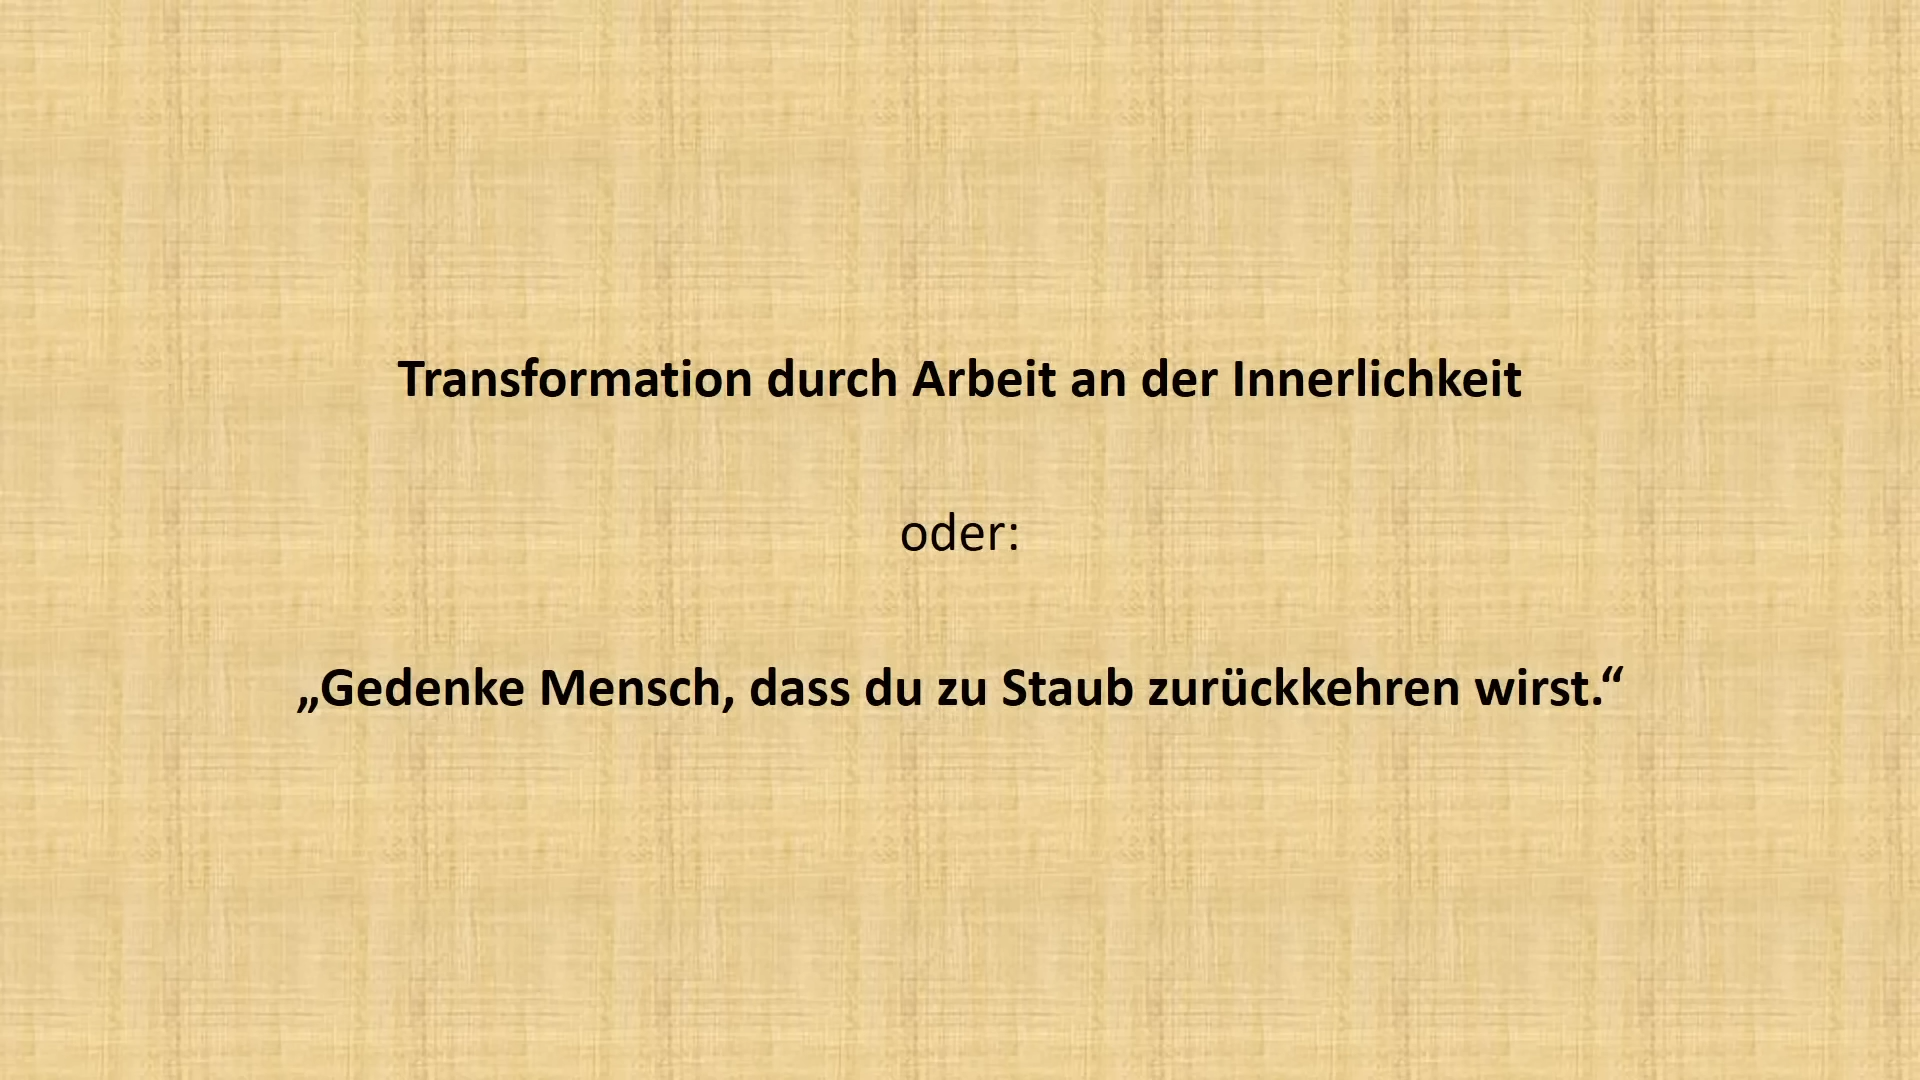 Transformation durch Arbeit an der Innerlichkeit
oder:
„Gedenke Mensch, dass du zu Staub zurückkehren wirst.“